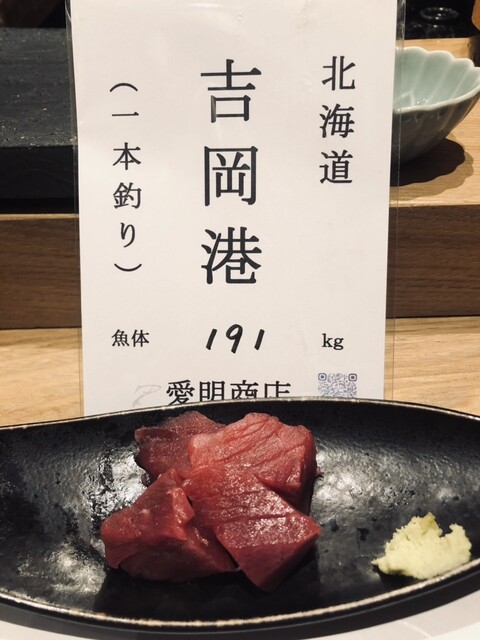 北海道
吉岡港
（一本釣り）
魚体 191 kg
愛明商店